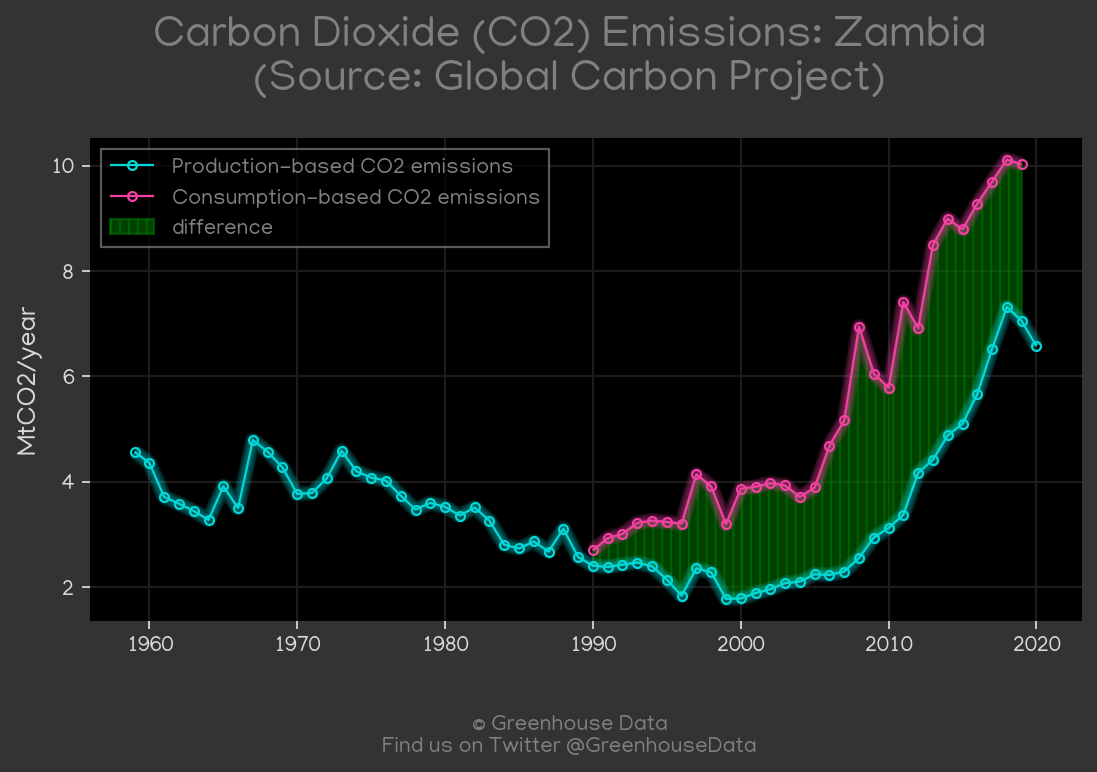 Carbon Dioxide (CO2) Emissions: Zambia
(Source: Global Carbon Project)
Production-based CO2 emissions
Consumption-based CO2 emissions
difference
MtCO2/year
10
8
6
4
2
1960
1970
1980
1990
2000
2010
2020
© Greenhouse Data
Find us on Twitter @GreenhouseData